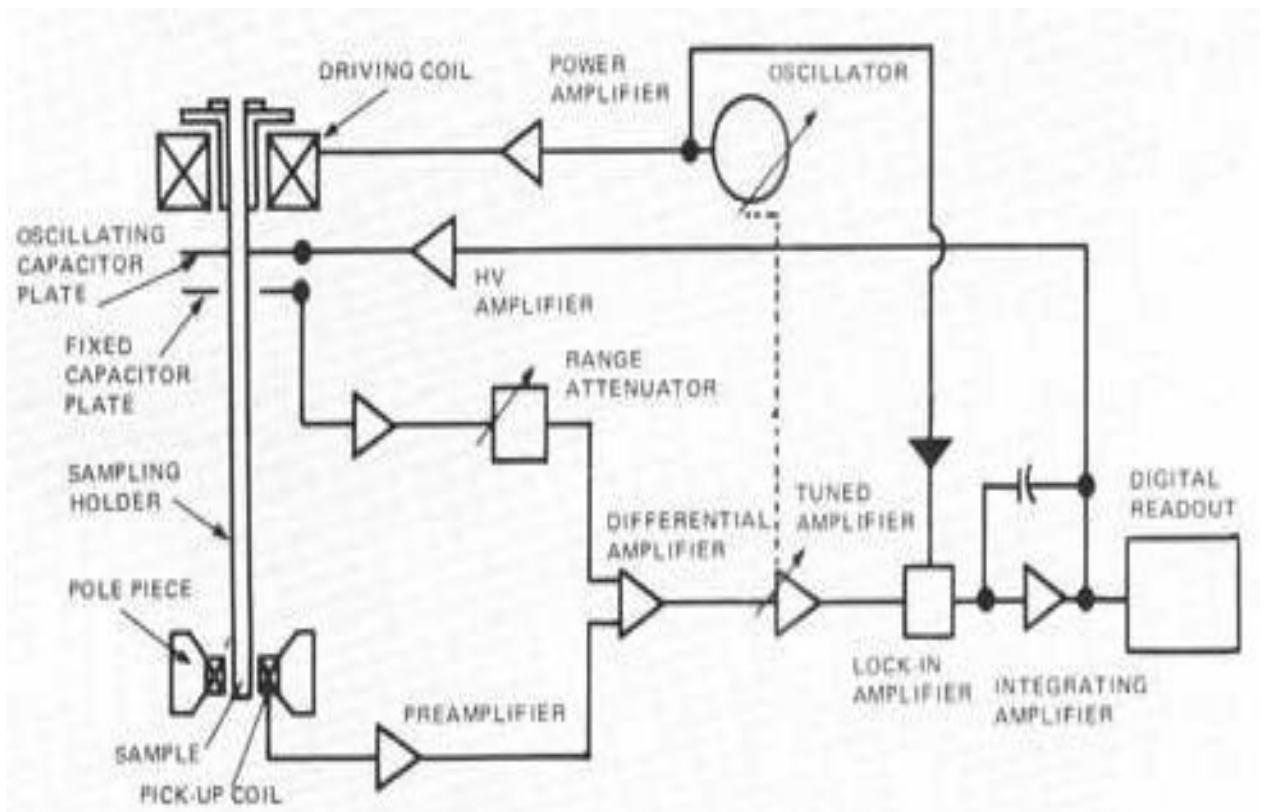 DRIVING COIL
POWER
AMPLIFIER
OSCILLATOR
OSCILLATING
CAPACITOR
PLATE
HV
AMPLIFIER
FIXED
CAPACITOR
PLATE
RANGE
ATTENUATOR
SAMPLING
HOLDER
DIFFERENTIAL
AMPLIFIER
TUNED
AMPLIFIER
DIGITAL
READOUT
POLE PIECE
LOCK-IN
AMPLIFIER
INTEGRATING
AMPLIFIER
PREAMPLIFIER
SAMPLE
PICK-UP COIL